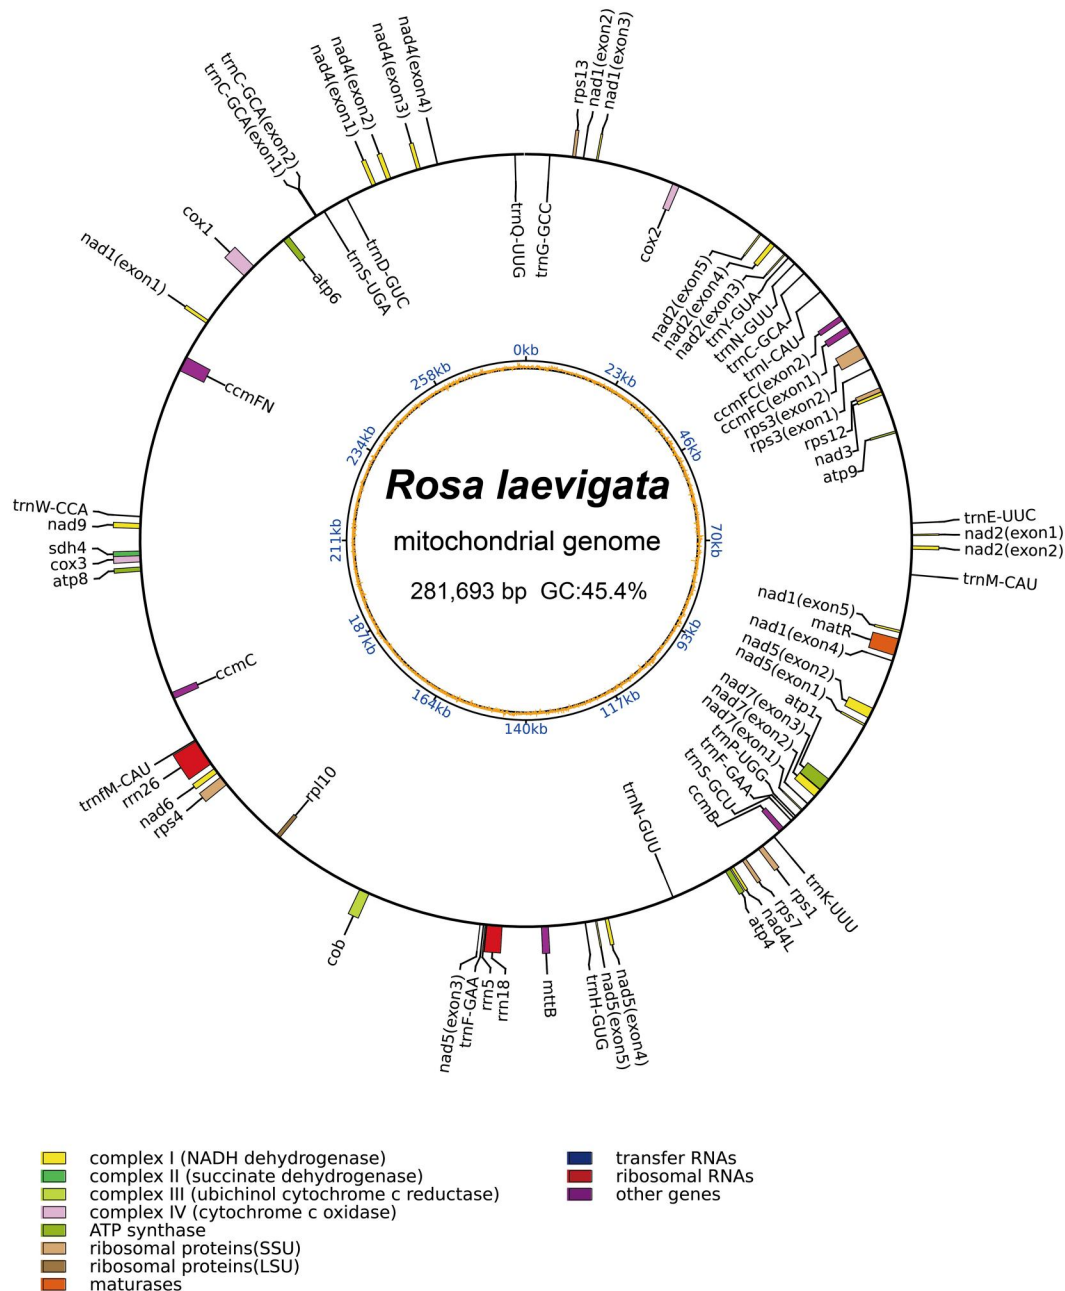 nad4(exon4)
nad4(exon3)
nad4(exon2)
nad4(exon1)
trnC-GCA(exon2)
trnC-GCA(exon1)
cox1
nad1(exon1)
rps13
nad1(exon2)
nad1(exon3)
trnD-GUC
trnS-UGA
atp6
ccmFN
trnQ-UUG
trnG-GCC
cox2
nad2(exon5)
nad2(exon4)
nad2(exon3)
trnY-GUA
trnN-GUU
trnC-GCA
trnI-CAU
ccmFC(exon2)
ccmFC(exon1)
rps3(exon2)
rps3(exon1)
rps12
nad3
atp9
0kb
23kb
46kb
70kb
93kb
117kb
140kb
164kb
187kb
211kb
234kb
258kb
Rosa laevigata
mitochondrial genome
281,693 bp GC:45.4%
trnW-CCA
nad9
sdh4
cox3
atp8
trnE-UUC
nad2(exon1)
nad2(exon2)
trnM-CAU
nad1(exon5)
matR
nad1(exon4)
nad5(exon2)
nad5(exon1)
atp1
nad7(exon3)
nad7(exon2)
nad7(exon1)
trnP-UGG
trnF-GAA
trnS-GCU
ccmB
ccmC
trnfM-CAU
rrn26
nad6
rps4
rpl10
trnN-GUU
trnK-UUU
rps1
rps7
nad4L
atp4
cob
nad5(exon3)
trnF-GAA
rrn5
rrn18
mttB
trnH-GUG
nad5(exon5)
nad5(exon4)
complex I (NADH dehydrogenase)
complex II (succinate dehydrogenase)
complex III (ubichinol cytochrome c reductase)
complex IV (cytochrome c oxidase)
ATP synthase
ribosomal proteins(SSU)
ribosomal proteins(LSU)
maturases
transfer RNAs
ribosomal RNAs
other genes